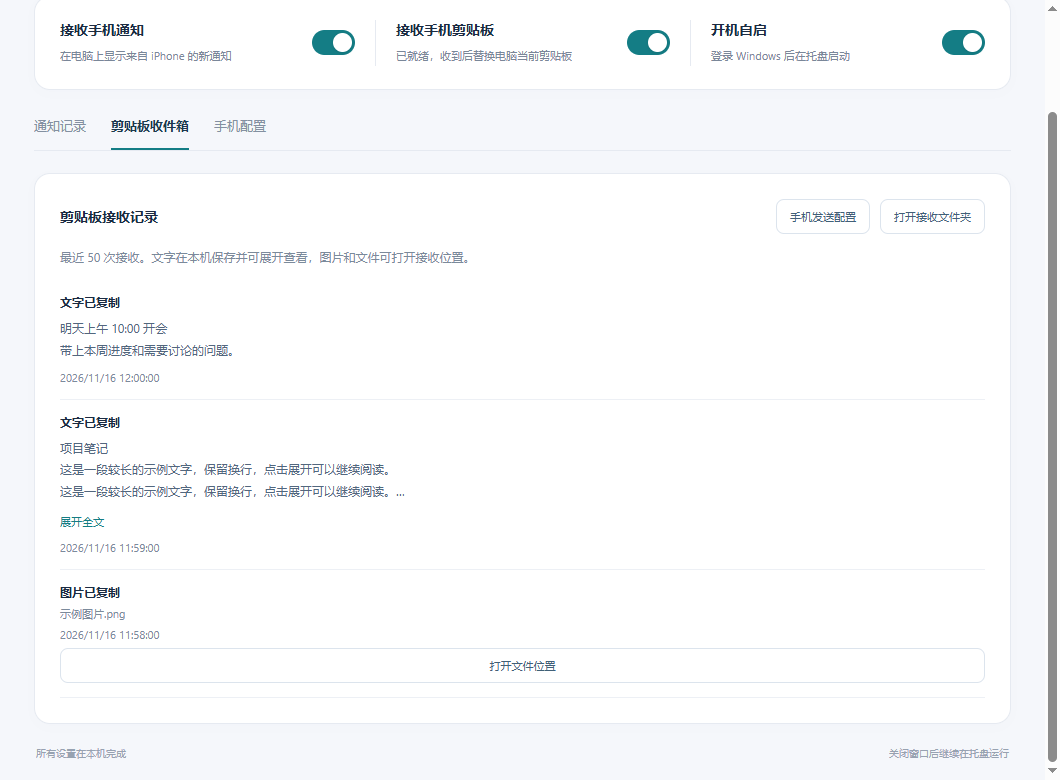 接收手机通知
在电脑上显示来自 iPhone 的新通知
接收手机剪贴板
已就绪，收到后替换电脑当前剪贴板
开机自启
登录 Windows 后在托盘启动
通知记录
剪贴板收件箱
手机配置
剪贴板接收记录
手机发送配置
打开接收文件夹
最近 50 次接收。文字在本机保存并可展开查看，图片和文件可打开接收位置。
文字已复制
明天上午 10:00 开会
带上本周进度和需要讨论的问题。
2026/11/16 12:00:00
文字已复制
项目笔记
这是一段较长的示例文字，保留换行，点击展开可以继续阅读。
这是一段较长的示例文字，保留换行，点击展开可以继续阅读。...
展开全文
2026/11/16 11:59:00
图片已复制
示例图片.png
2026/11/16 11:58:00
打开文件位置
所有设置在本机完成
关闭窗口后继续在托盘运行